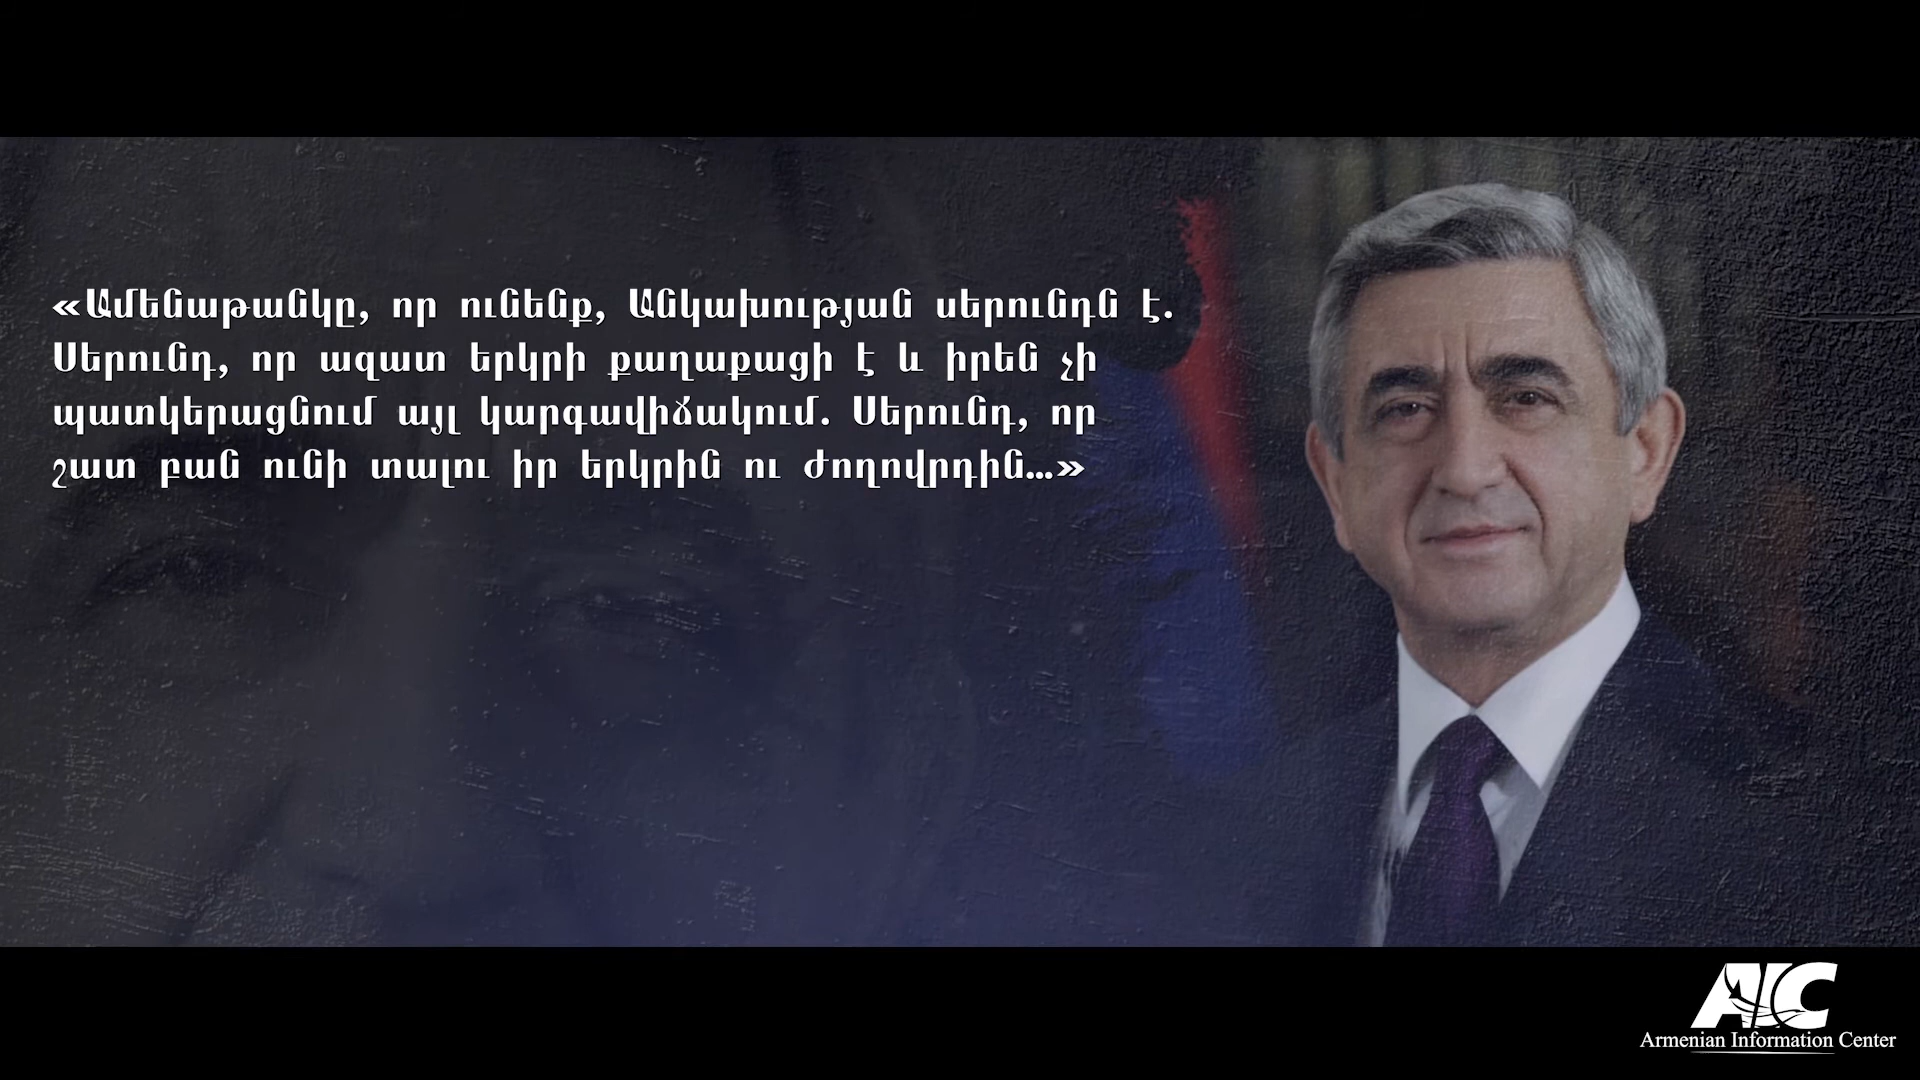 «Ամենաթանկը, որ ունենք, Անկախության սերունդն է.
Սերունդ, որ ազատ երկրի քաղաքացի է և իրեն չի
պատկերացնում այլ կարգավիճակում. Սերունդ, որ
շատ բան ունի տալու իր երկրին ու ժողովրդին...»
AIC
Armenian Information Center